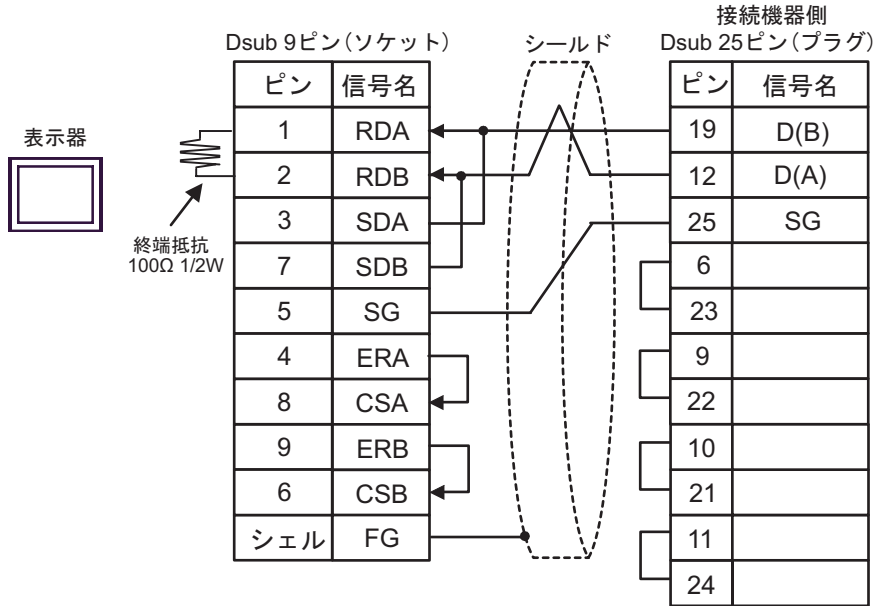 接続機器側
Dsub 9ピン(ソケット) シールド Dsub 25ピン(プラグ)
ピン 信号名 ピン 信号名
1 RDA 19 D(B)
表示器
2 RDB 12 D(A)
3 SDA 25 SG
終端抵抗
100Ω 1/2W
7 SDB 6
5 SG 23
4 ERA 9
8 CSA 22
9 ERB 10
6 CSB 21
シェル FG 11
24